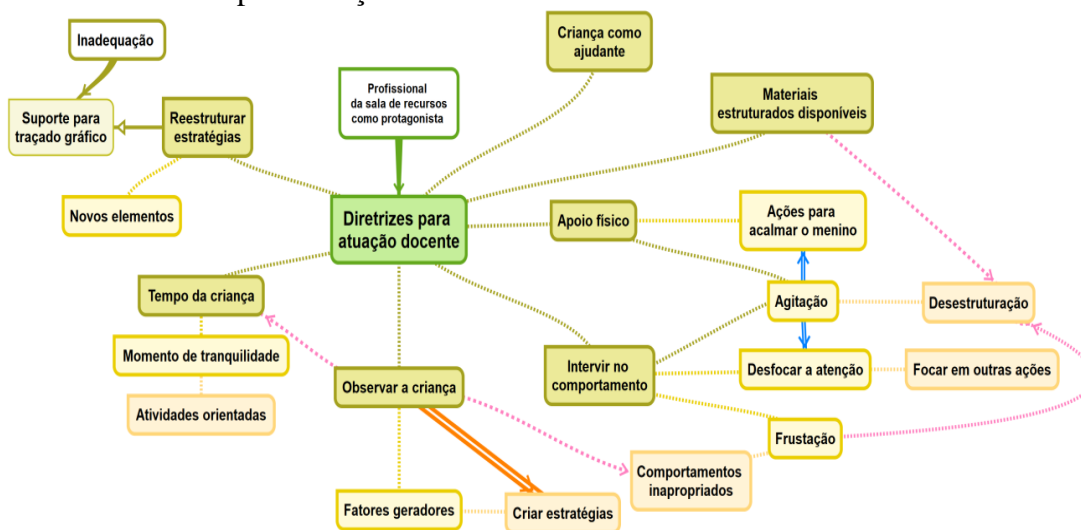 Inadequação
Criança como
ajudante
Profissional
da sala de recursos
como protagonista
Materiais
estruturados disponíveis
Suporte para
traçado gráfico
Reestruturar
estratégias
Novos elementos
Diretrizes para
atuação docente
Apoio físico
Ações para
acalmar o menino
Tempo da criança
Agitação
Desestruturação
Momento de tranquilidade
Observar a criança
Intervir no
comportamento
Desfocar a atenção
Focar em outras ações
Atividades orientadas
Frustação
Comportamentos
inapropriados
Fatores geradores
Criar estratégias